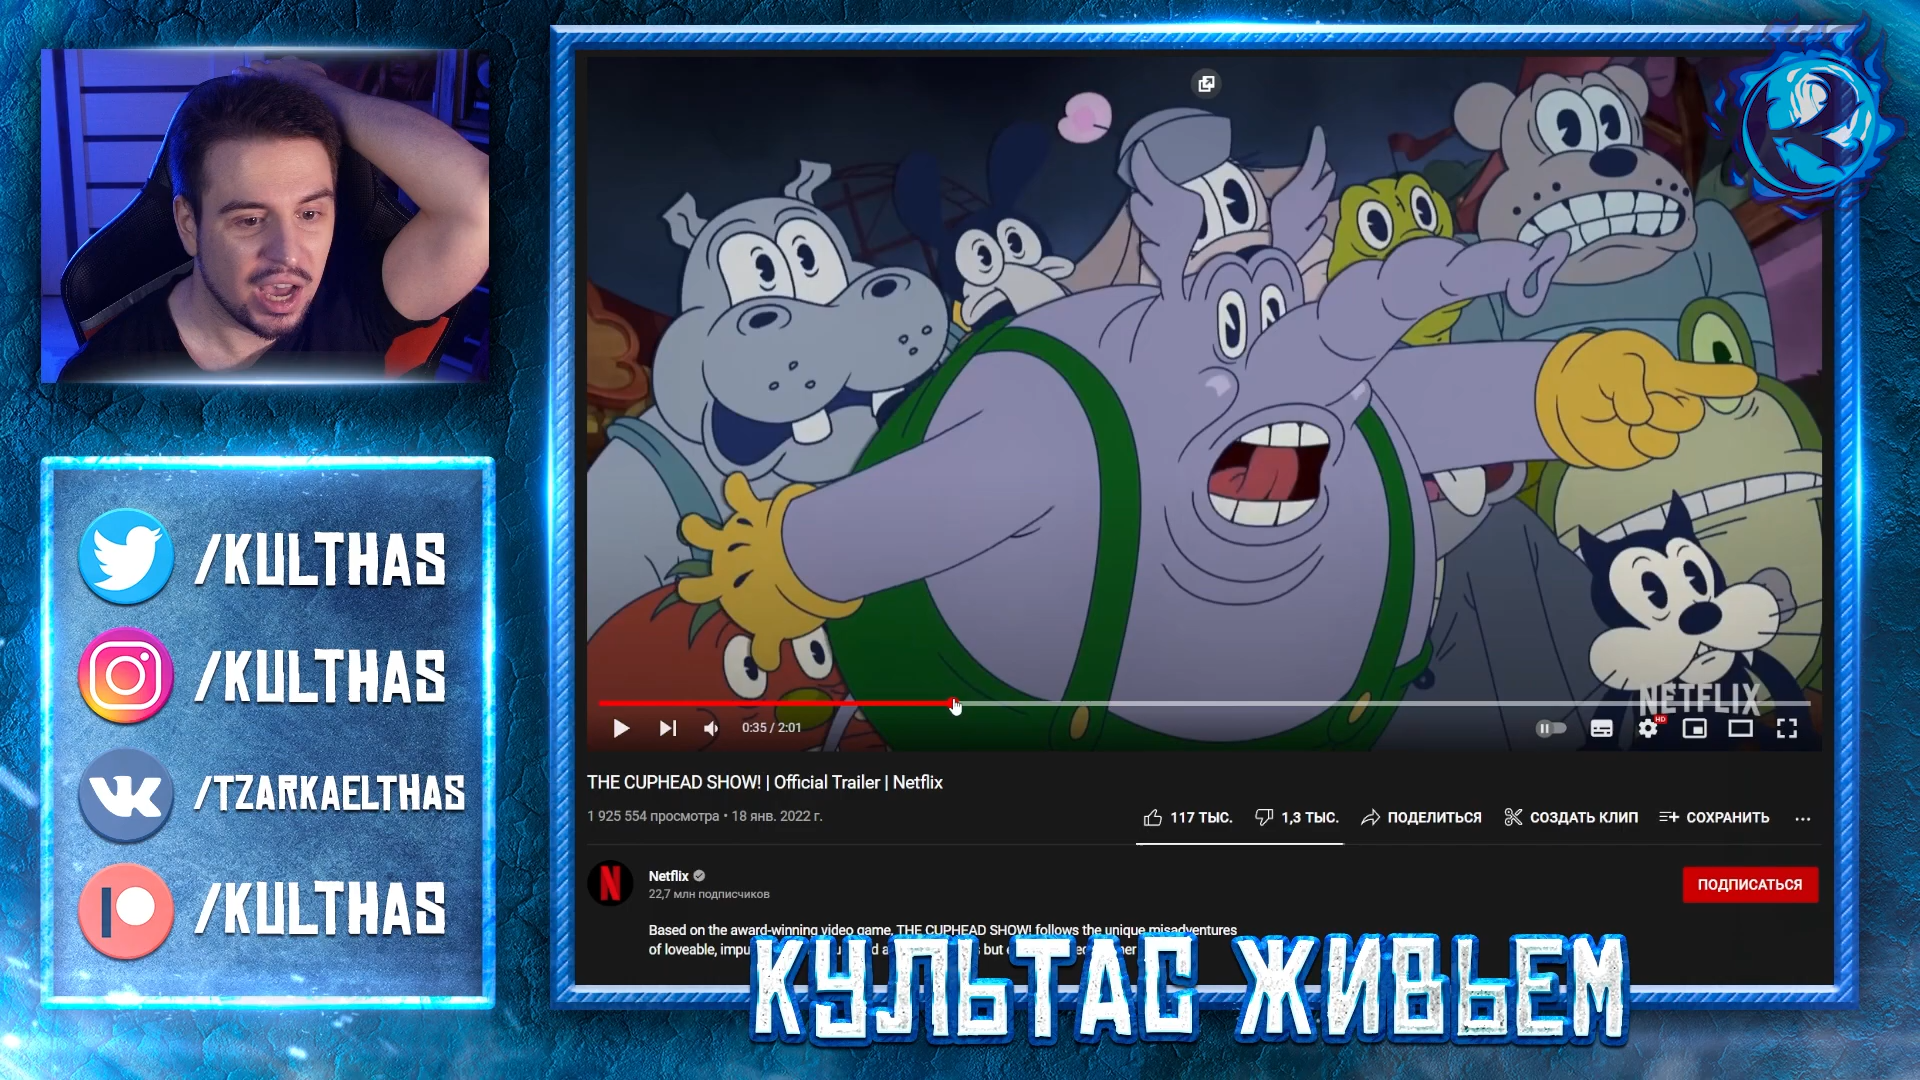 /KULTHAS
/KULTHAS
/TZARKAELTHAS
/KULTHAS
NETFLIX
HD
0:35 / 2:01
THE CUPHEAD SHOW! | Official Trailer | Netflix
1 925 554 просмотра • 18 янв. 2022 г.
117 ТЫС.
1,3 ТЫС.
ПОДЕЛИТЬСЯ
СОЗДАТЬ КЛИП
СОХРАНИТЬ
N
Netflix
22,7 млн подписчиков
ПОДПИСАТЬСЯ
Based on the award-winning video game, THE CUPHEAD SHOW! follows the unique misadventures
of loveable, but
КУЛЬТАС ЖИВЬЕМ